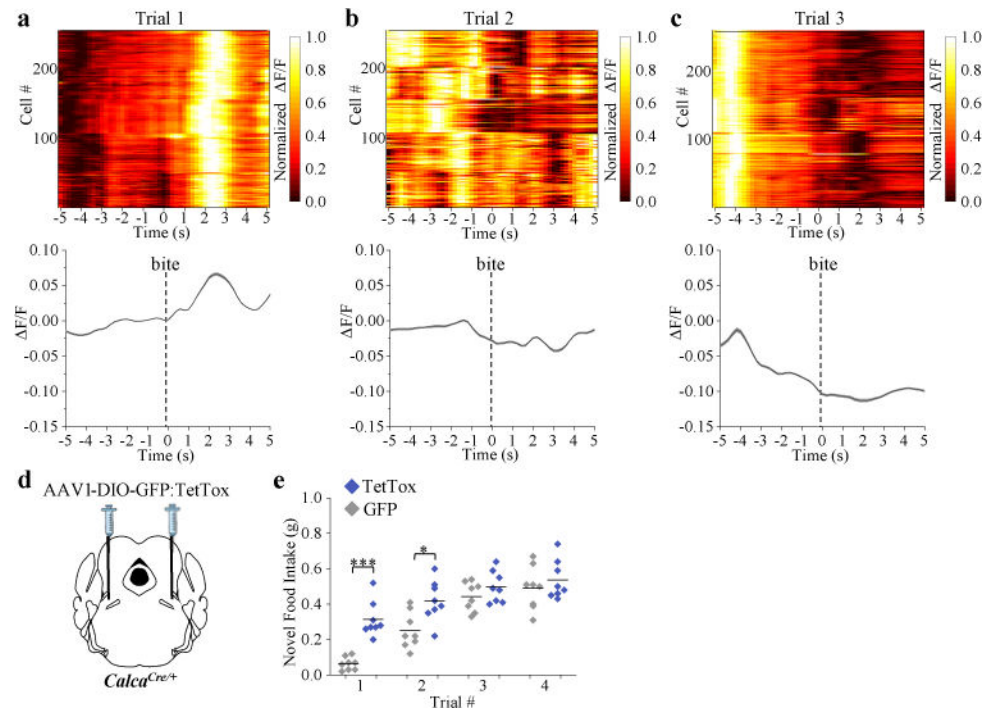 a
Trial 1
Cell #
200
100
-5 -4 -3 -2 -1 0 1 2 3 4 5
Time (s)
1.0
0.8
0.6
0.4
0.2
0.0
Normalized ΔF/F
b
Trial 2
Cell #
200
100
-5 -4 -3 -2 -1 0 1 2 3 4 5
Time (s)
1.0
0.8
0.6
0.4
0.2
0.0
Normalized ΔF/F
c
Trial 3
Cell #
200
100
-5 -4 -3 -2 -1 0 1 2 3 4 5
Time (s)
1.0
0.8
0.6
0.4
0.2
0.0
Normalized ΔF/F
bite
ΔF/F
0.10
0.05
0.00
-0.05
-0.10
-0.15
-5 -4 -3 -2 -1 0 1 2 3 4 5
Time (s)
bite
ΔF/F
0.10
0.05
0.00
-0.05
-0.10
-0.15
-5 -4 -3 -2 -1 0 1 2 3 4 5
Time (s)
bite
ΔF/F
0.10
0.05
0.00
-0.05
-0.10
-0.15
-5 -4 -3 -2 -1 0 1 2 3 4 5
Time (s)
d
AAV1-DIO-GFP:TetTox
Calca^Cre/+
e
TetTox
GFP
Novel Food Intake (g)
1.0
0.8
0.6
0.4
0.2
0.0
***
*
1 2 3 4
Trial #